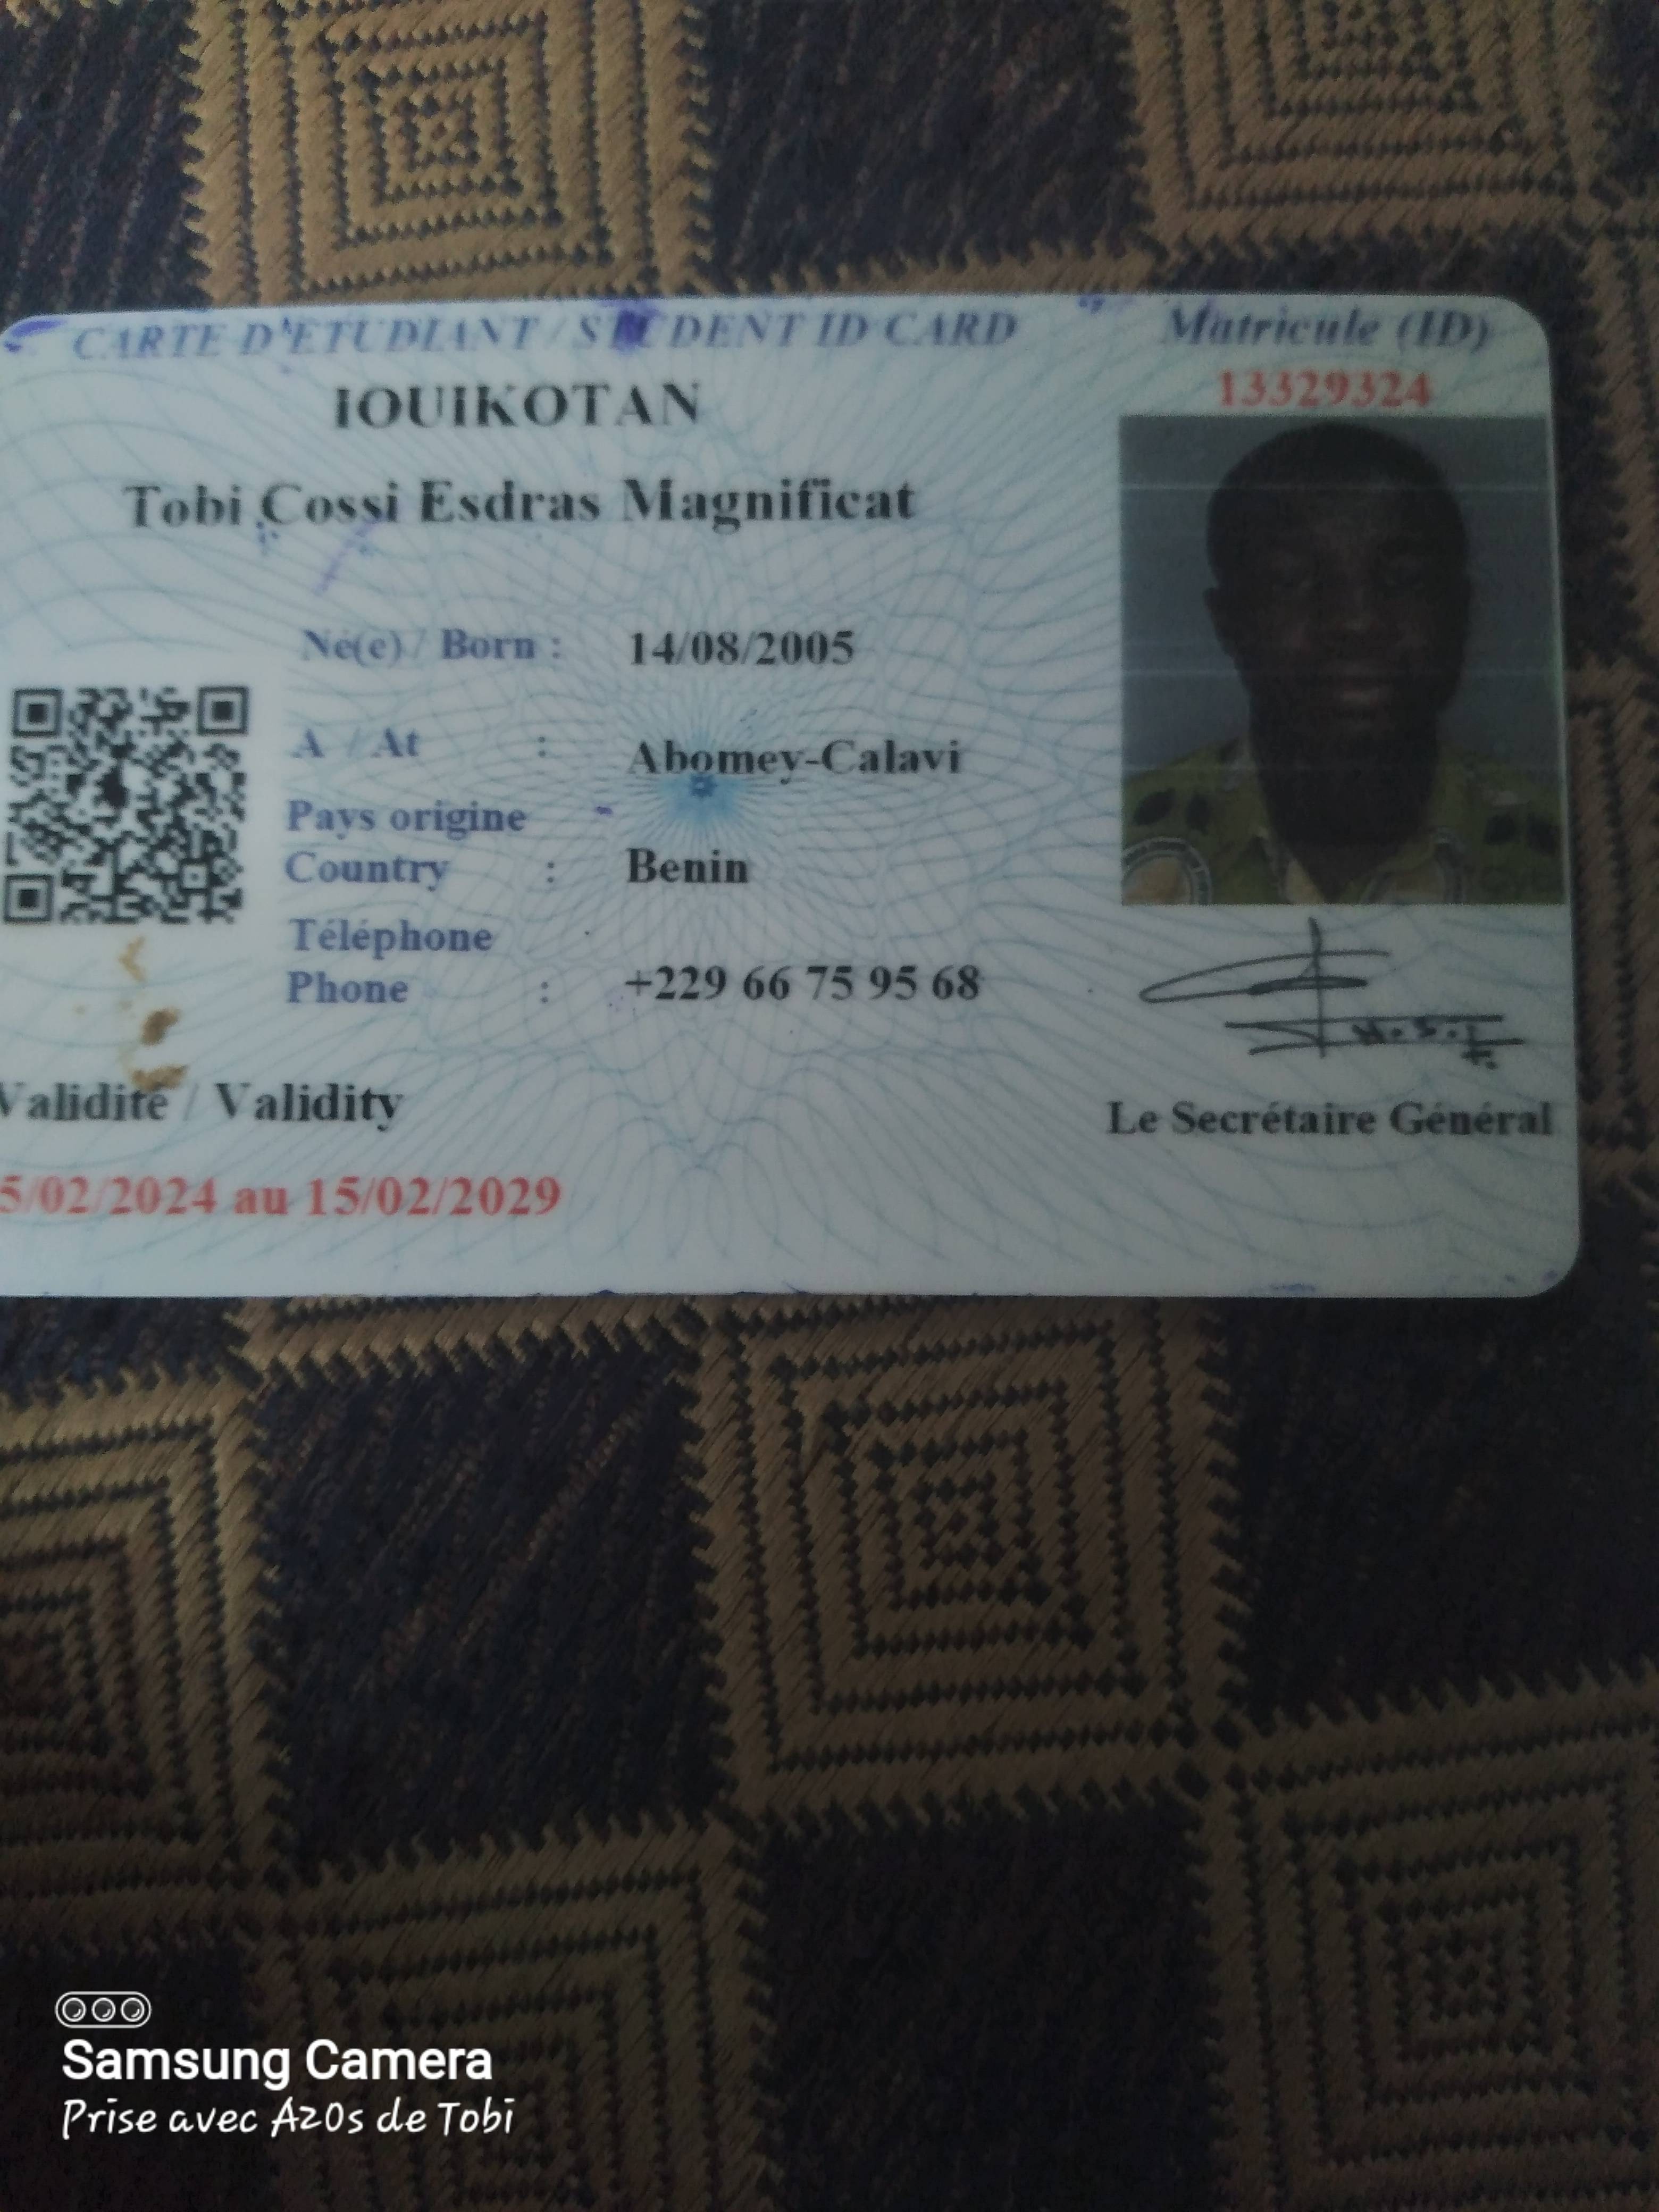 CARTE D'ETUDIANT / STUDENT ID CARD
Matricule (ID)
13329324
Tobi Cossi Esdras Magnificat
Né(e) / Born : 14/08/2005
A / At : Abomey-Calavi
Pays origine
Country : Benin
Téléphone
Phone : +229 66 75 95 68
Validité / Validity
5/02/2024 au 15/02/2029
Le Secrétaire Général
Samsung Camera
Prise avec A20s de Tobi